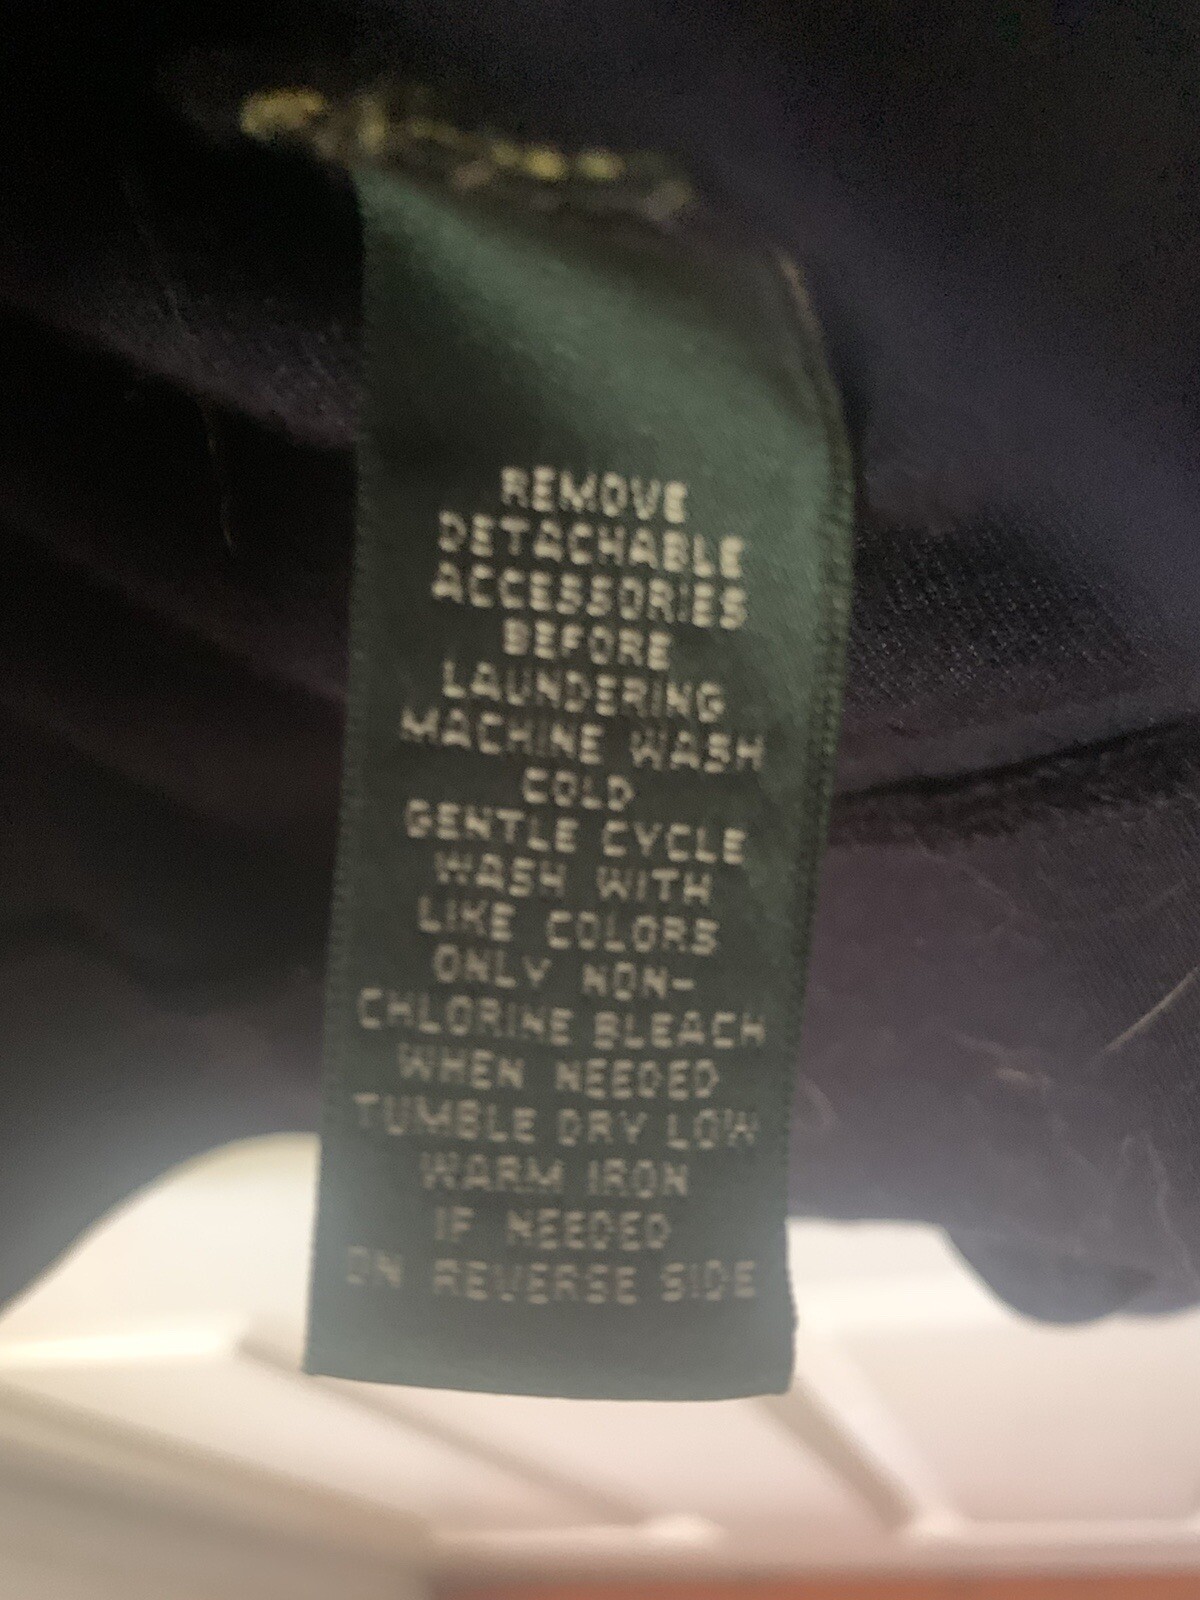 REMOVE
DETACHABLE
ACCESSORIES
BEFORE
LAUNDERING
MACHINE WASH
COLD
GENTLE CYCLE
WASH WITH
LIKE COLORS
ONLY NON-
CHLORINE BLEACH
WHEN NEEDED
TUMBLE DRY LOW
WARM IRON
IF NEEDED
ON REVERSE SIDE